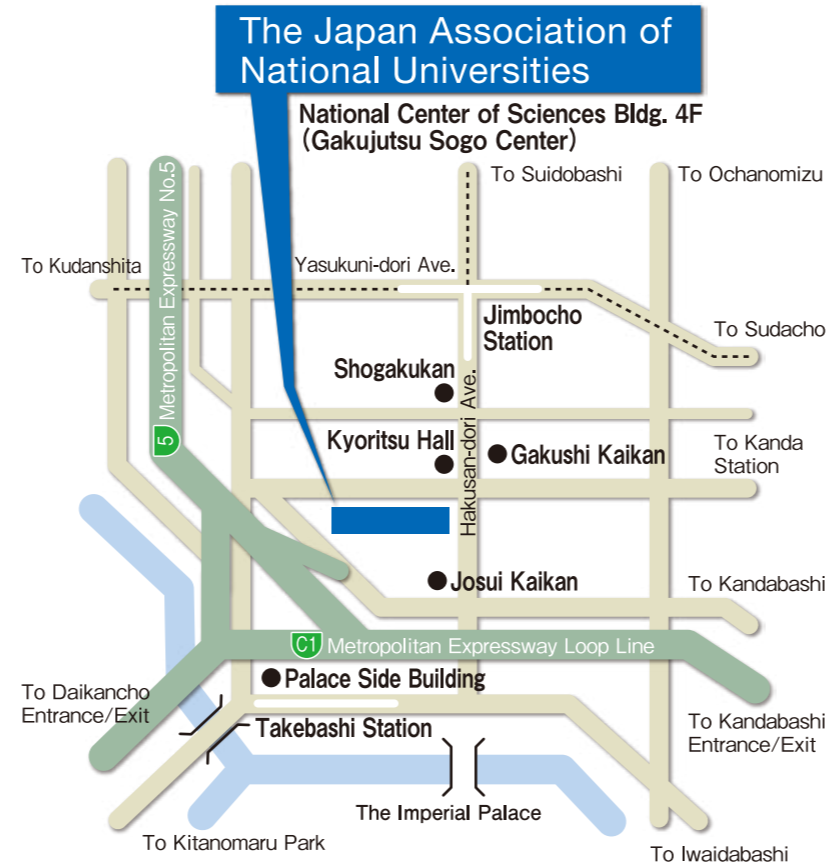 The Japan Association of
National Universities
National Center of Sciences Bldg. 4F
(Gakujutsu Sogo Center)
To Suidobashi
To Ochanomizu
Metropolitan Expressway No.5
5
To Kudanshita
Yasukuni-dori Ave.
Jimbocho
Station
To Sudacho
Shogakukan
Hakusan-dori Ave.
Kyoritsu Hall
Gakushi Kaikan
To Kanda
Station
Josui Kaikan
To Kandabashi
C1 Metropolitan Expressway Loop Line
Palace Side Building
To Daikancho
Entrance/Exit
Takebashi Station
To Kandabashi
Entrance/Exit
The Imperial Palace
To Kitanomaru Park
To Iwaidabashi